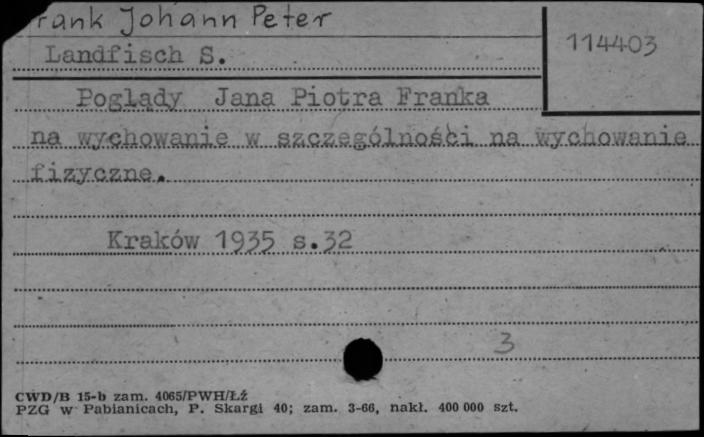 Frank Johann Peter
114403
Landfisch S.
Poglądy Jana Piotra Franka
na wychowanie w szczególności na wychowanie
fizyczne.
Kraków 1935 s.32
3
CWD/B 15-b zam. 4065/PWH/Łź
PZG w Pabianicach, P. Skargi 40; zam. 3-66, nakł. 400 000 szt.